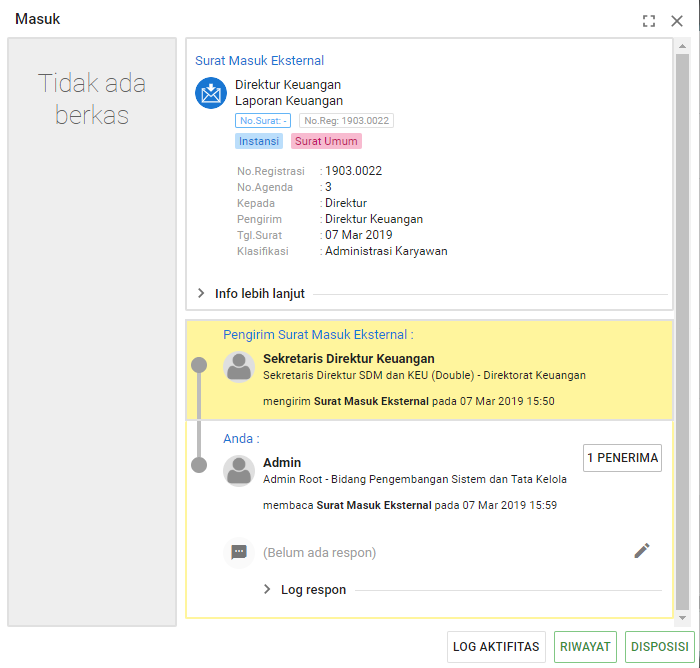 Masuk
Tidak ada
berkas
Surat Masuk Eksternal
Direktur Keuangan
Laporan Keuangan
No.Surat: - No.Reg: 1903.0022
Instansi Surat Umum
No.Registrasi : 1903.0022
No.Agenda : 3
Kepada : Direktur
Pengirim : Direktur Keuangan
Tgl.Surat : 07 Mar 2019
Klasifikasi : Administrasi Karyawan
Info lebih lanjut
Pengirim Surat Masuk Eksternal :
Sekretaris Direktur Keuangan
Sekretaris Direktur SDM dan KEU (Double) - Direktorat Keuangan
mengirim Surat Masuk Eksternal pada 07 Mar 2019 15:50
Anda :
Admin
1 PENERIMA
Admin Root - Bidang Pengembangan Sistem dan Tata Kelola
membaca Surat Masuk Eksternal pada 07 Mar 2019 15:59
(Belum ada respon)
Log respon
LOG AKTIFITAS RIWAYAT DISPOSISI